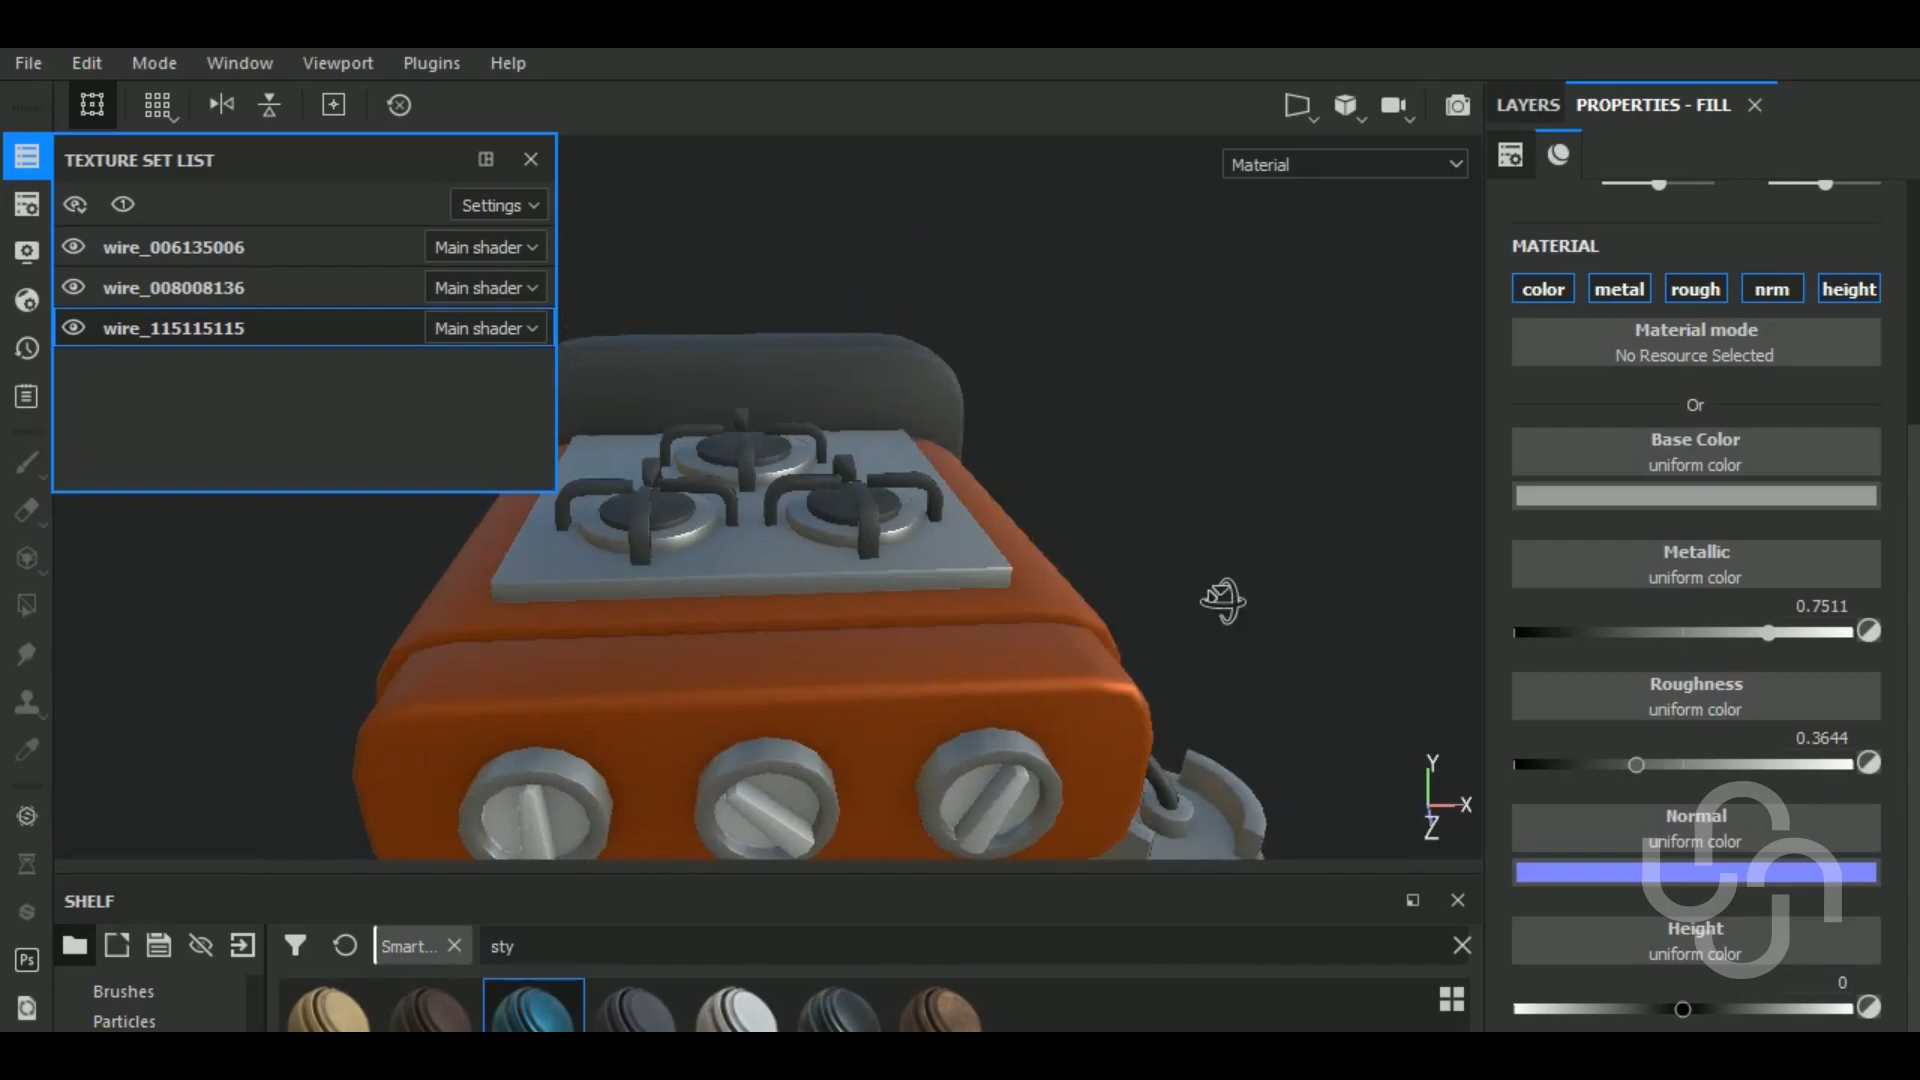 File Edit Mode Window Viewport Plugins Help
LAYERS PROPERTIES - FILL
TEXTURE SET LIST
Material
1 Settings
wire_006135006 Main shader
wire_008008136 Main shader
wire_115115115 Main shader
MATERIAL
color metal rough nrm height
Material mode
No Resource Selected
Or
Base Color
uniform color
Metallic
uniform color
0.7511
Roughness
uniform color
0.3644
Normal
uniform color
Height
uniform color
0
Y
X
Z
SHELF
Smart... sty
Ps
Brushes
Particles